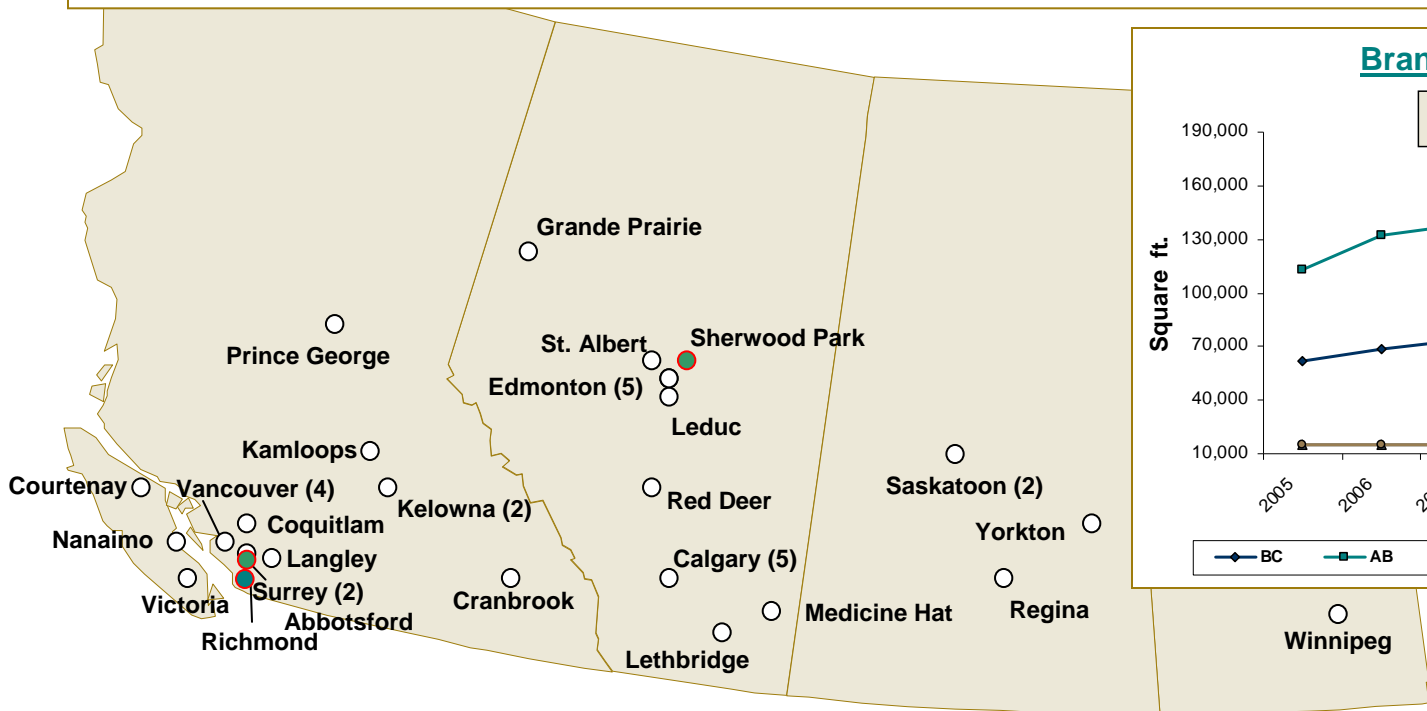 Bran
190,000
160,000
130,000
100,000
70,000
40,000
10,000
Square ft.
2005
2006
BC
AB
Grande Prairie
Prince George
St. Albert
Sherwood Park
Edmonton (5)
Leduc
Kamloops
Courtenay
Vancouver (4)
Kelowna (2)
Red Deer
Saskatoon (2)
Coquitlam
Yorkton
Nanaimo
Langley
Calgary (5)
Surrey (2)
Victoria
Cranbrook
Abbotsford
Richmond
Medicine Hat
Regina
Lethbridge
Winnipeg